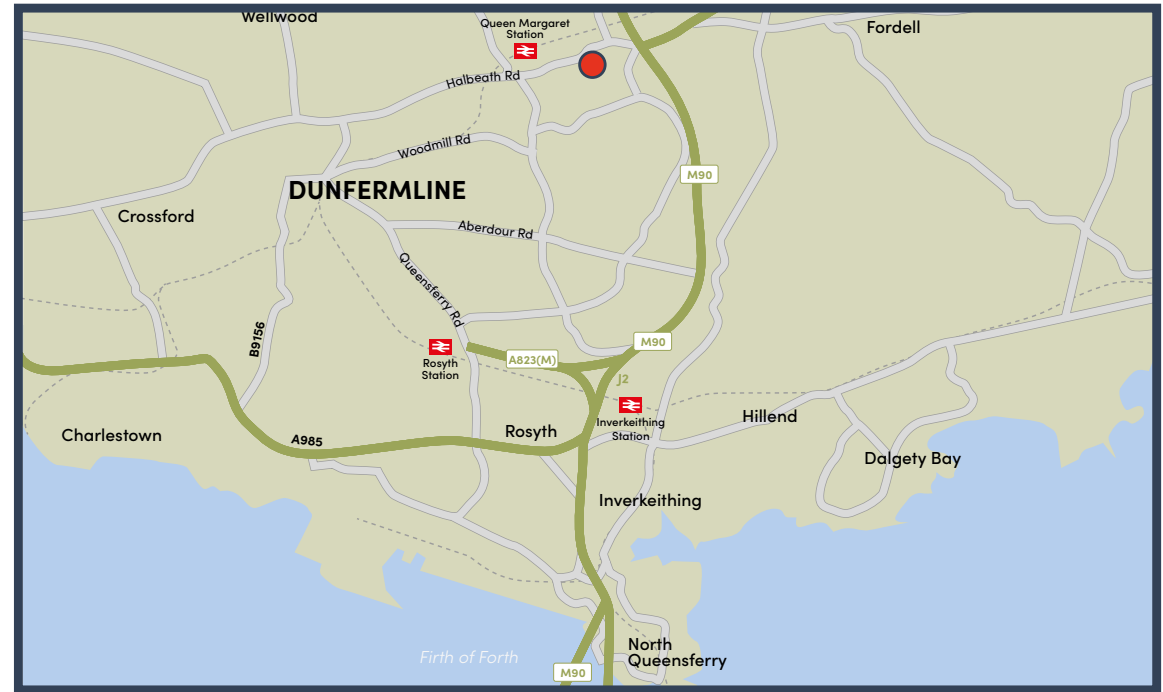 Wellwood
Queen Margaret
Station
Fordell
Halbeath Rd
Woodmill Rd
M90
DUNFERMLINE
Crossford
Aberdour Rd
Queensferry Rd
B9156
M90
Rosyth
Station
A823(M)
J2
Inverkeithing
Station
Hillend
Charlestown
A985
Rosyth
Dalgety Bay
Inverkeithing
North
Queensferry
Firth of Forth
M90